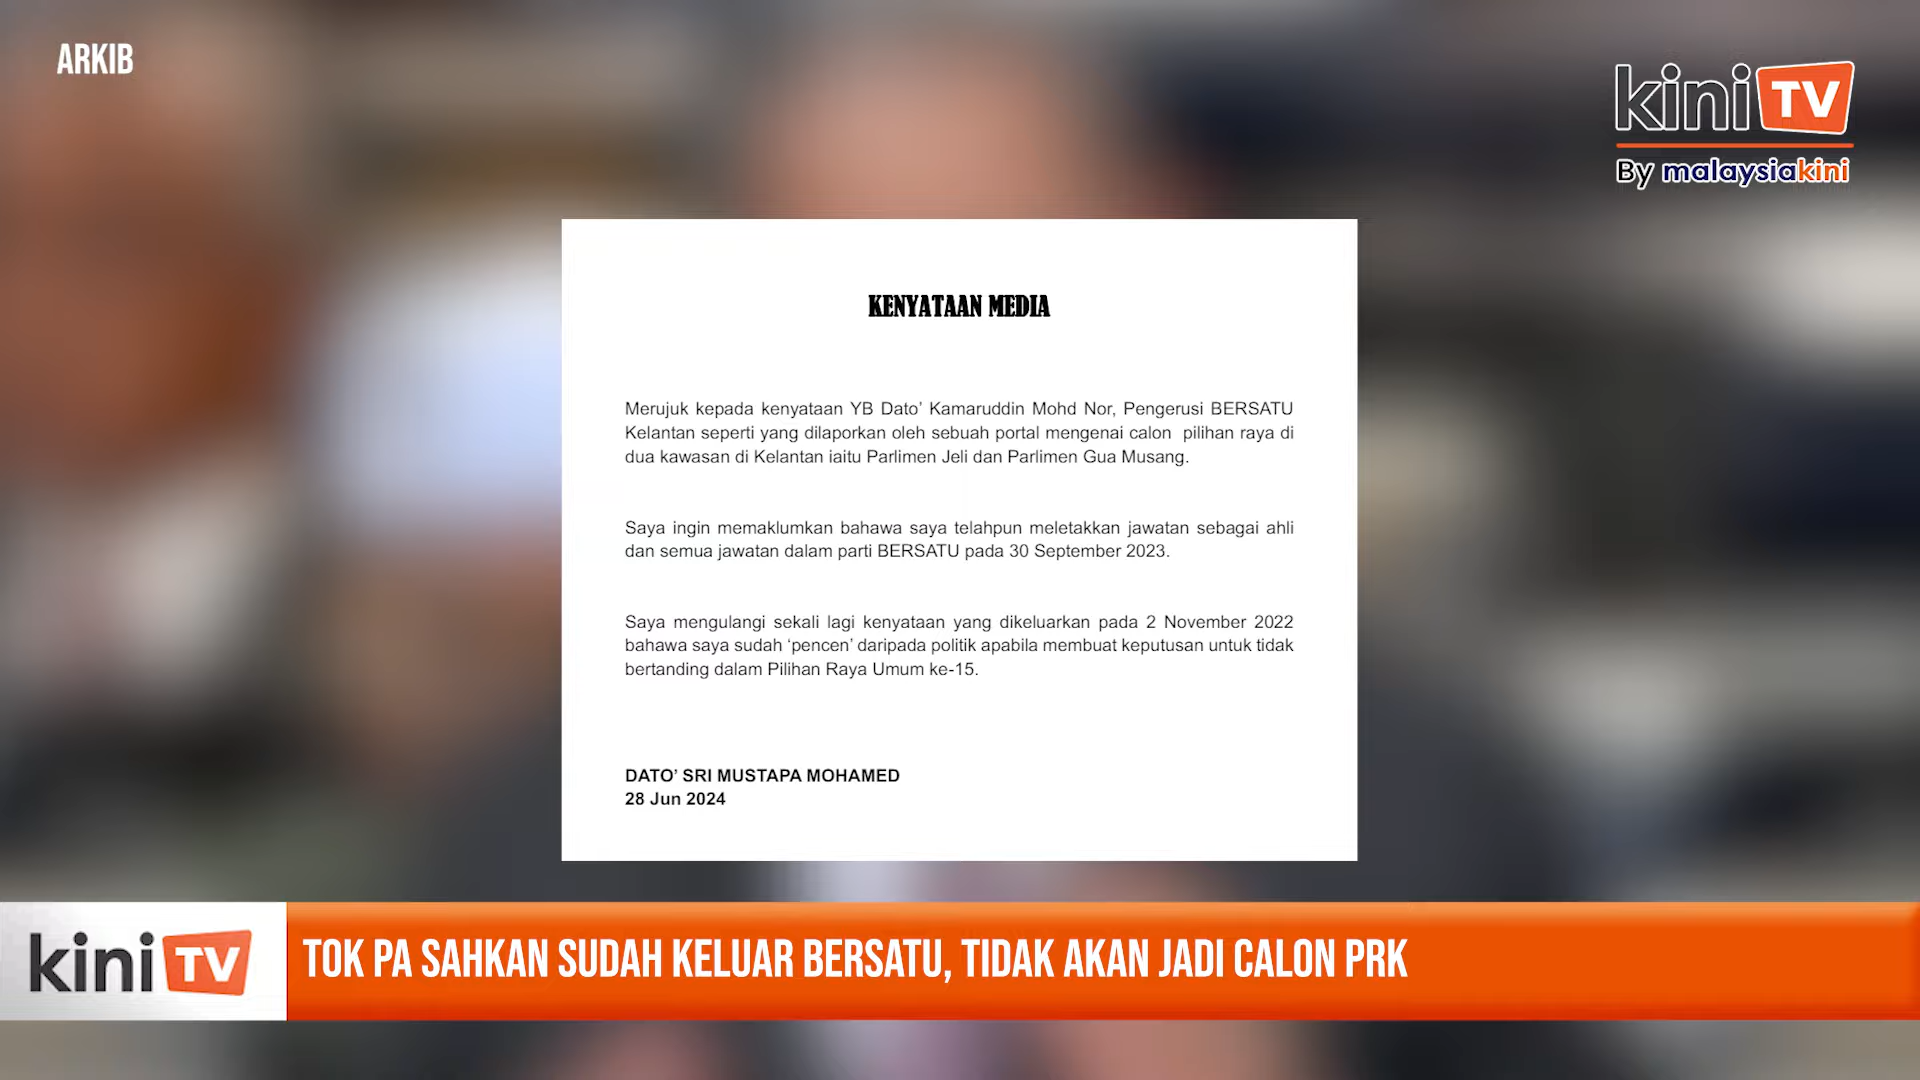 ARKIB
kini TV
By malaysiakini
KENYATAAN MEDIA
Merujuk kepada kenyataan YB Dato’ Kamaruddin Mohd Nor, Pengerusi BERSATU
Kelantan seperti yang dilaporkan oleh sebuah portal mengenai calon pilihan raya di
dua kawasan di Kelantan iaitu Parlimen Jeli dan Parlimen Gua Musang.
Saya ingin memaklumkan bahawa saya telahpun meletakkan jawatan sebagai ahli
dan semua jawatan dalam parti BERSATU pada 30 September 2023.
Saya mengulangi sekali lagi kenyataan yang dikeluarkan pada 2 November 2022
bahawa saya sudah ‘pencen’ daripada politik apabila membuat keputusan untuk tidak
bertanding dalam Pilihan Raya Umum ke-15.
DATO’ SRI MUSTAPA MOHAMED
28 Jun 2024
kini TV
TOK PA SAHKAN SUDAH KELUAR BERSATU, TIDAK AKAN JADI CALON PRK